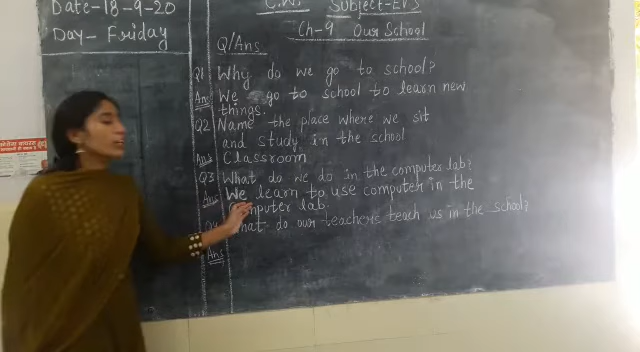 Date-18-9-20
Day- Friday
C.W. Subject-EVS
Ch-9 Our School
Q/Ans
Q1 Why do we go to school?
Ans We go to school to learn new
things.
Q2 Name the place where we sit
and study in the school
Ans Classroom
Q3 What do we do in the computer lab?
Ans We learn to use computer in the
computer lab.
Q4 What do our teachers teach us in the school?
Ans